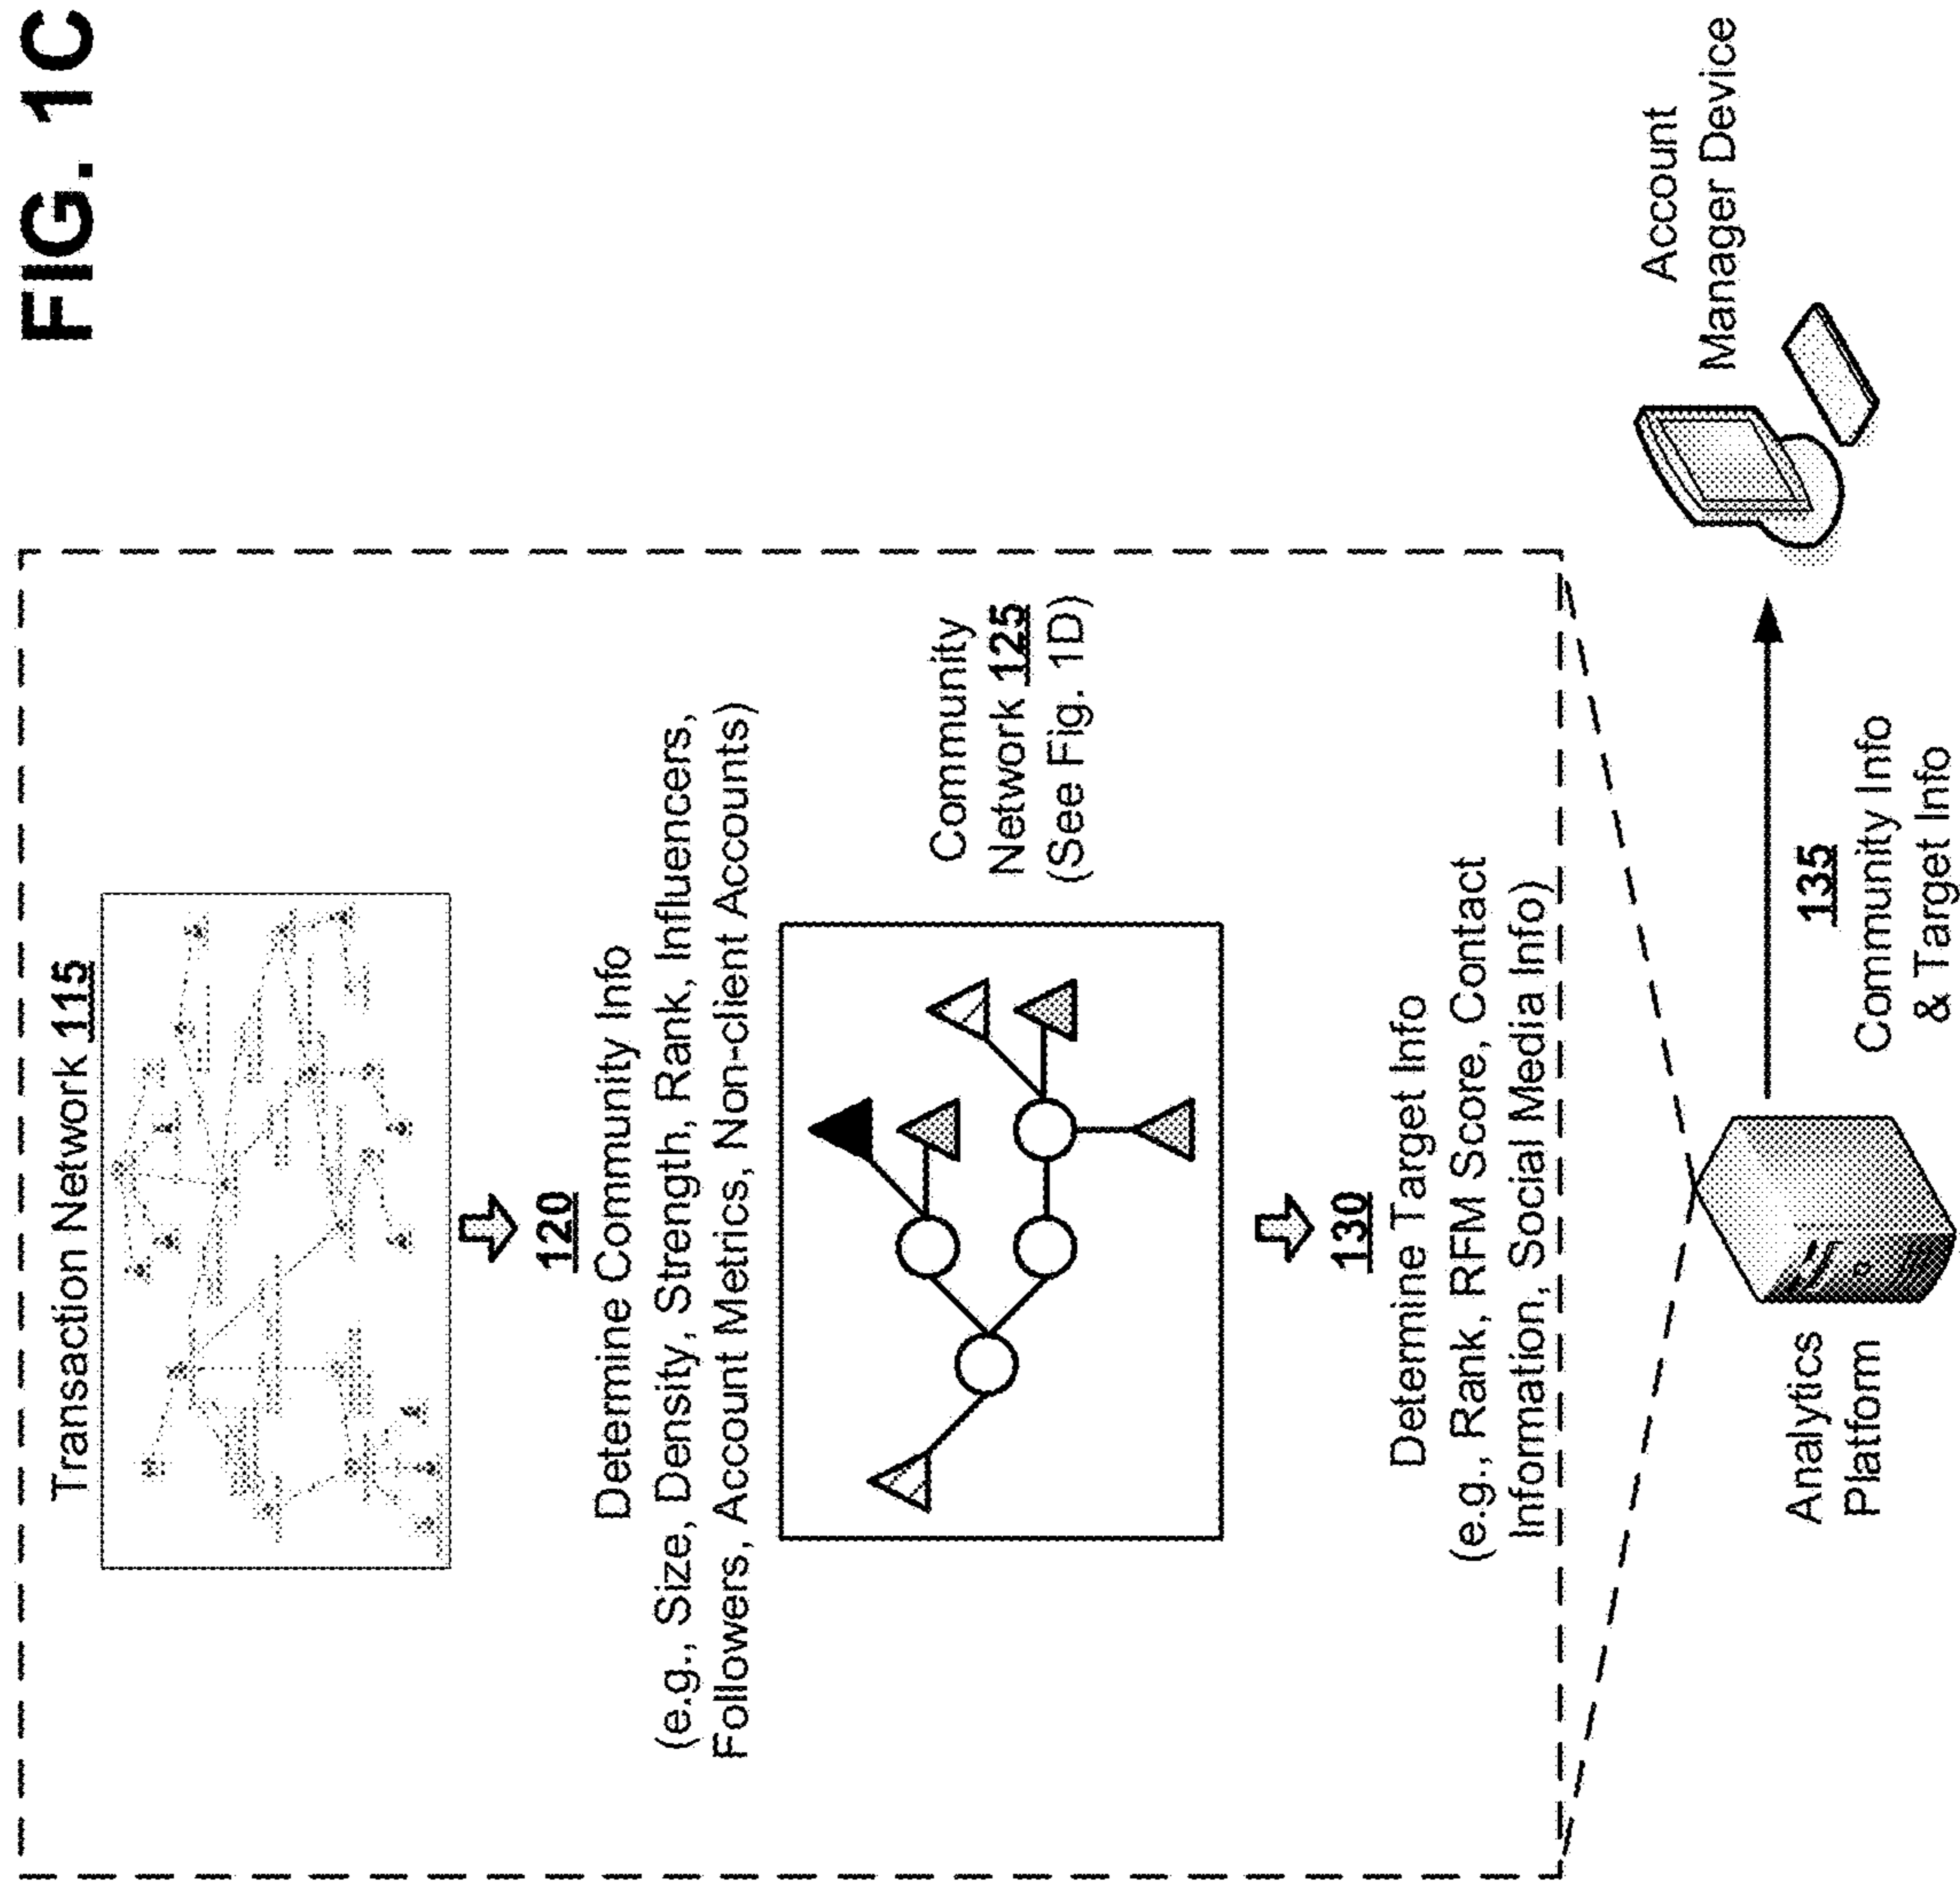 FIG. 1C
Transaction Network 115
120
Determine Community Info
(e.g., Size, Density, Strength, Rank, Influencers,
Followers, Account Metrics, Non-client Accounts)
Community
Network 125
(See Fig. 1D)
130
Determine Target Info
(e.g., Rank, RFM Score, Contact
Information, Social Media Info)
Analytics
Platform
135
Community Info
& Target Info
Account
Manager Device